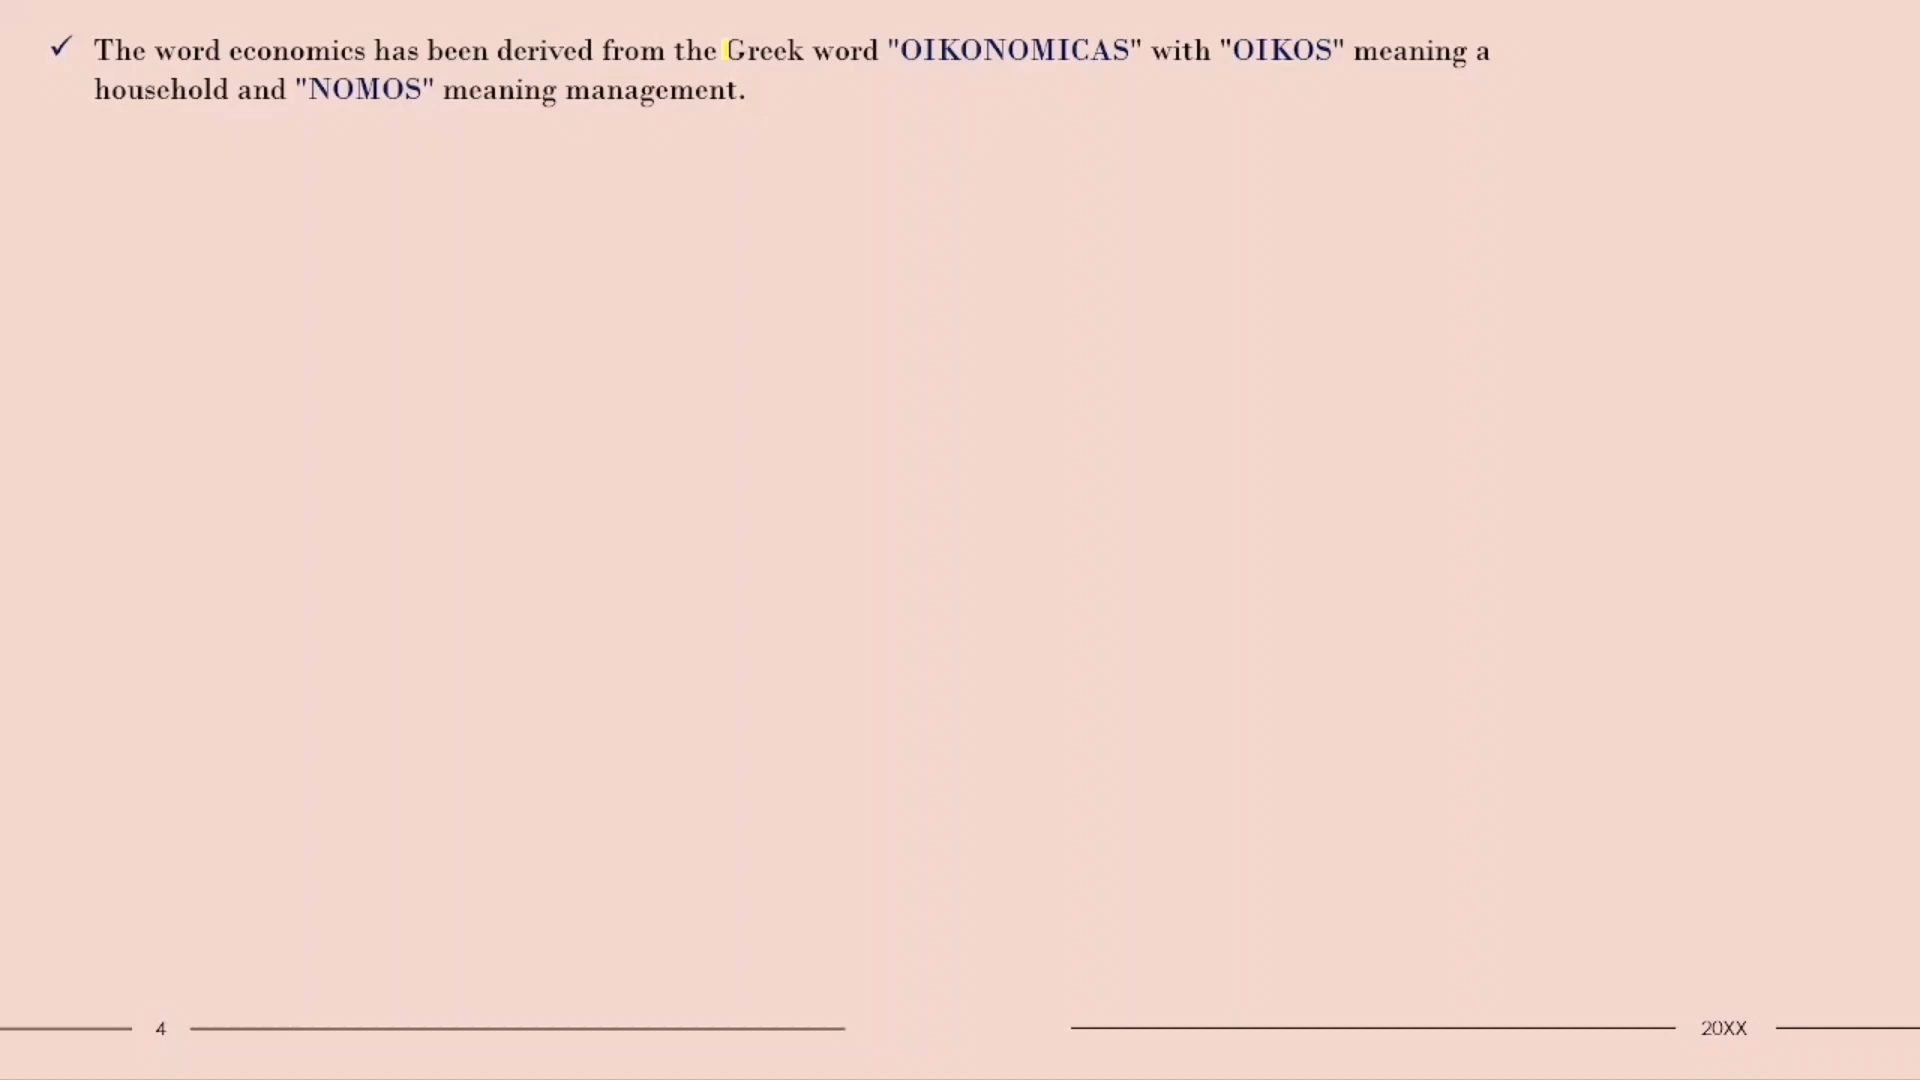 ✓ The word economics has been derived from the Greek word "OIKONOMICAS" with "OIKOS" meaning a
household and "NOMOS" meaning management.
4
20XX